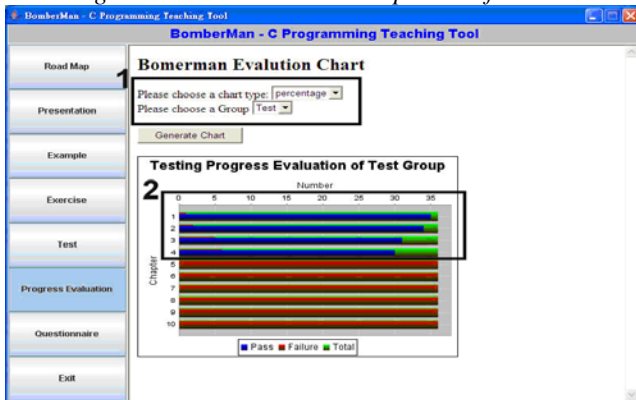 BomberMan - C Programming Teaching Tool
BomberMan - C Programming Teaching Tool
Road Map
Presentation
Example
Exercise
Test
Progress Evaluation
Questionnaire
Exit
Bomerman Evalution Chart
1
Please choose a chart type: percentage
Please choose a Group Test
Generate Chart
Testing Progress Evaluation of Test Group
2
Number
0 5 10 15 20 25 30 35
Chapter
1
2
3
4
5
6
7
8
9
10
Pass Failure Total